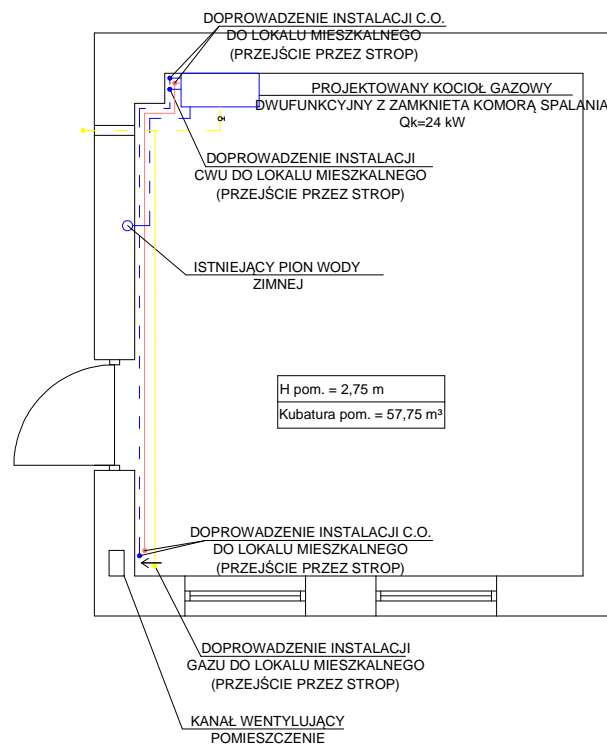 DOPROWADZENIE INSTALACJI C.O.
DO LOKALU MIESZKALNEGO
(PRZEJŚCIE PRZEZ STROP)
PROJEKTOWANY KOCIOŁ GAZOWY
DWUFUNKCYJNY Z ZAMKNIETA KOMORĄ SPALANIA
Qk=24 kW
DOPROWADZENIE INSTALACJI
CWU DO LOKALU MIESZKALNEGO
(PRZEJŚCIE PRZEZ STROP)
ISTNIEJĄCY PION WODY
ZIMNEJ
H pom. = 2,75 m
Kubatura pom. = 57,75 m³
DOPROWADZENIE INSTALACJI C.O.
DO LOKALU MIESZKALNEGO
(PRZEJŚCIE PRZEZ STROP)
DOPROWADZENIE INSTALACJI
GAZU DO LOKALU MIESZKALNEGO
(PRZEJŚCIE PRZEZ STROP)
KANAŁ WENTYLUJĄCY
POMIESZCZENIE